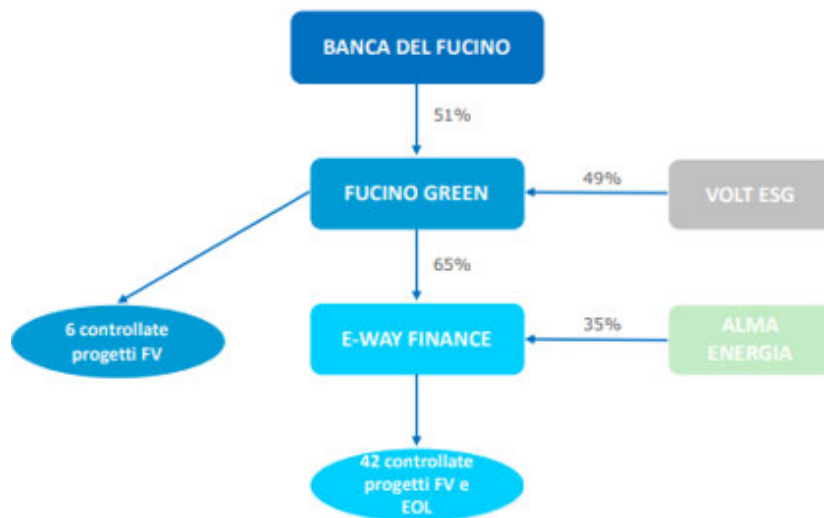 BANCA DEL FUCINO
51%
FUCINO GREEN
49%
VOLT ESG
65%
6 controllate
progetti FV
E-WAY FINANCE
35%
ALMA
ENERGIA
42 controllate
progetti FV e
EOL